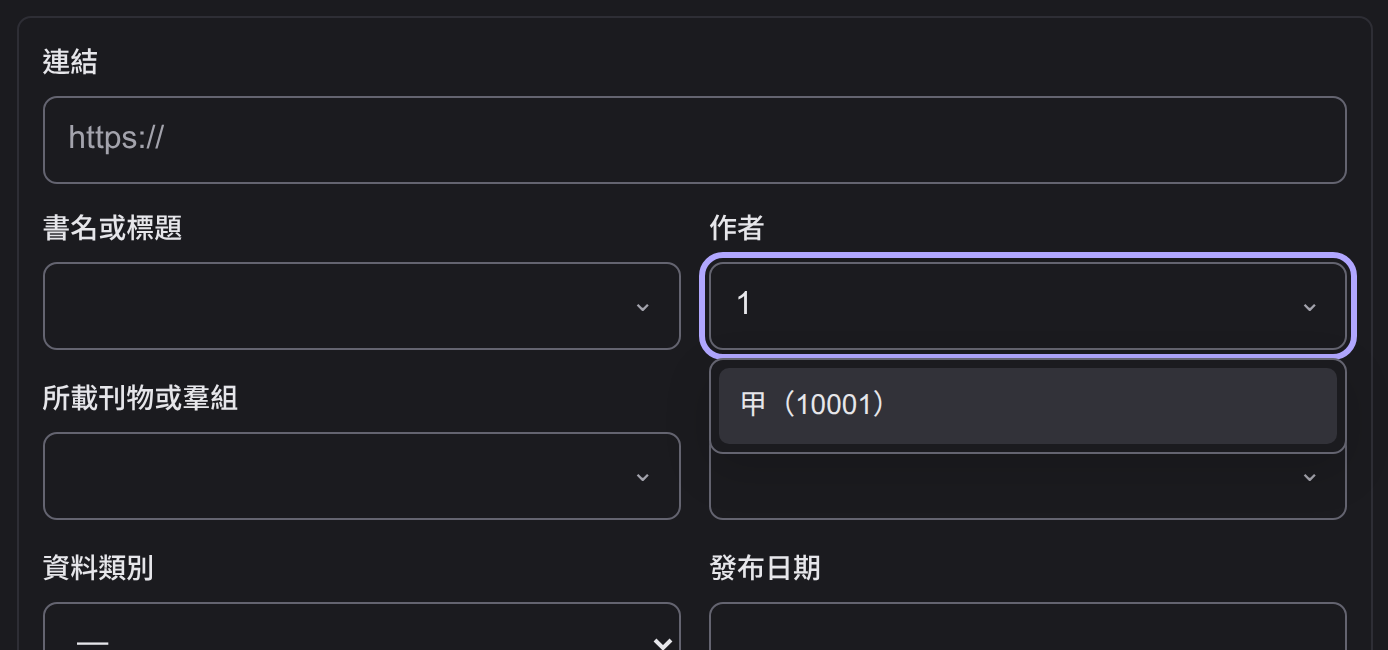 連結
https://
書名或標題
作者
1
甲（10001）
所載刊物或羣組
資料類別
發布日期
—